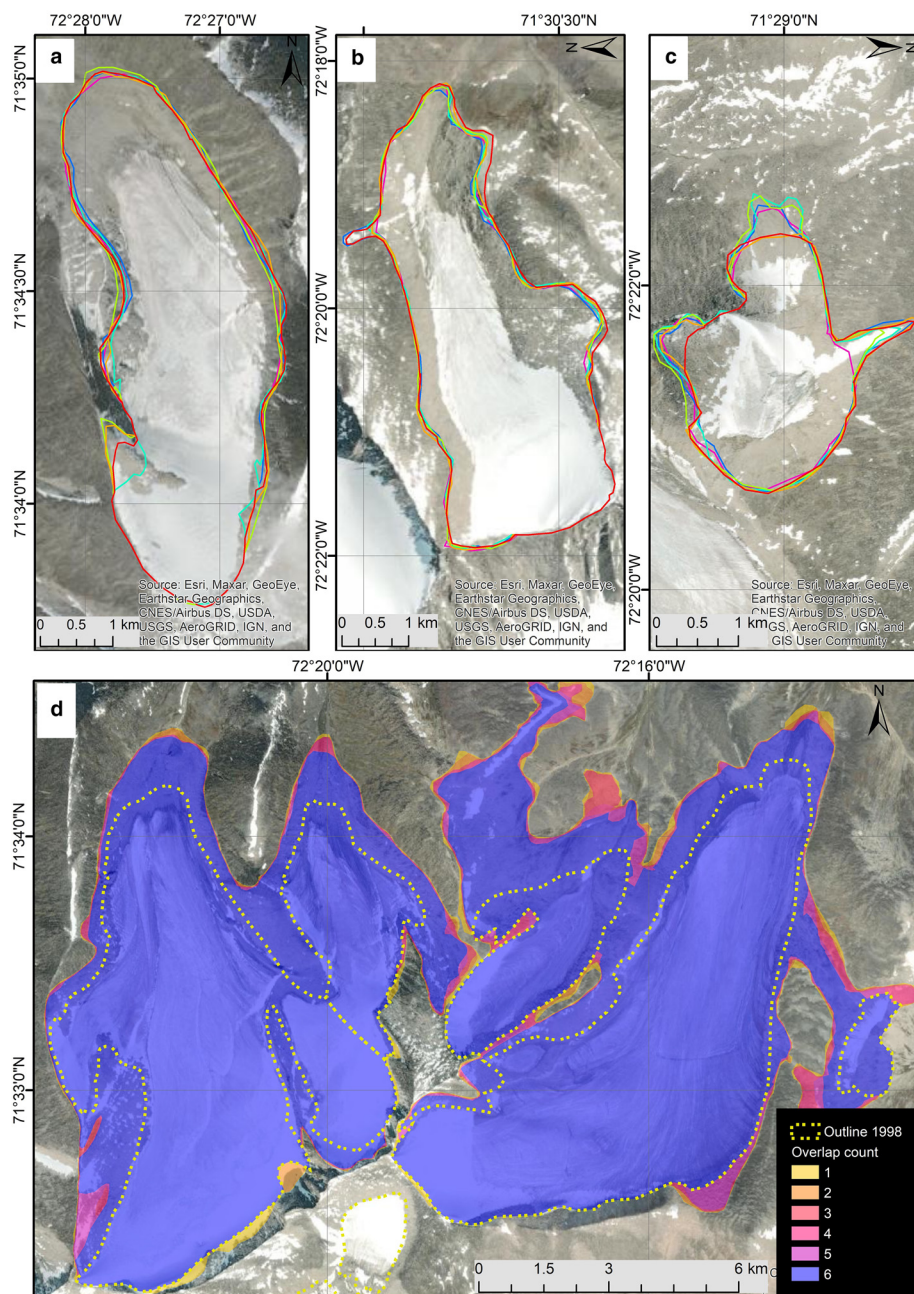 72°28'0"W 72°27'0"W
71°30'30"W
71°29'0"W
a
N
b
N
c
N
71°35'0"N
71°34'30"N
71°34'0"N
72°18'0"W
72°20'0"W
72°22'0"W
72°22'0"W
72°20'0"W
Source: Esri, Maxar, GeoEye,
Earthstar Geographics,
CNES/Airbus DS, USDA,
USGS, AeroGRID, IGN, and
the GIS User Community
0 0.5 1 km
Source: Esri, Maxar, GeoEye,
Earthstar Geographics,
CNES/Airbus DS, USDA,
USGS, AeroGRID, IGN, and
the GIS User Community
0 0.5 1 km
Source: Esri, Maxar, GeoEye,
Earthstar Geographics,
CNES/Airbus DS, USDA,
GS, AeroGRID, IGN, and
GIS User Community
0 0.5 1 km
72°20'0"W 72°16'0"W
d
N
71°34'0"N
71°33'0"N
Outline 1998
Overlap count
1
2
3
4
5
6
0 1.5 3 6 km